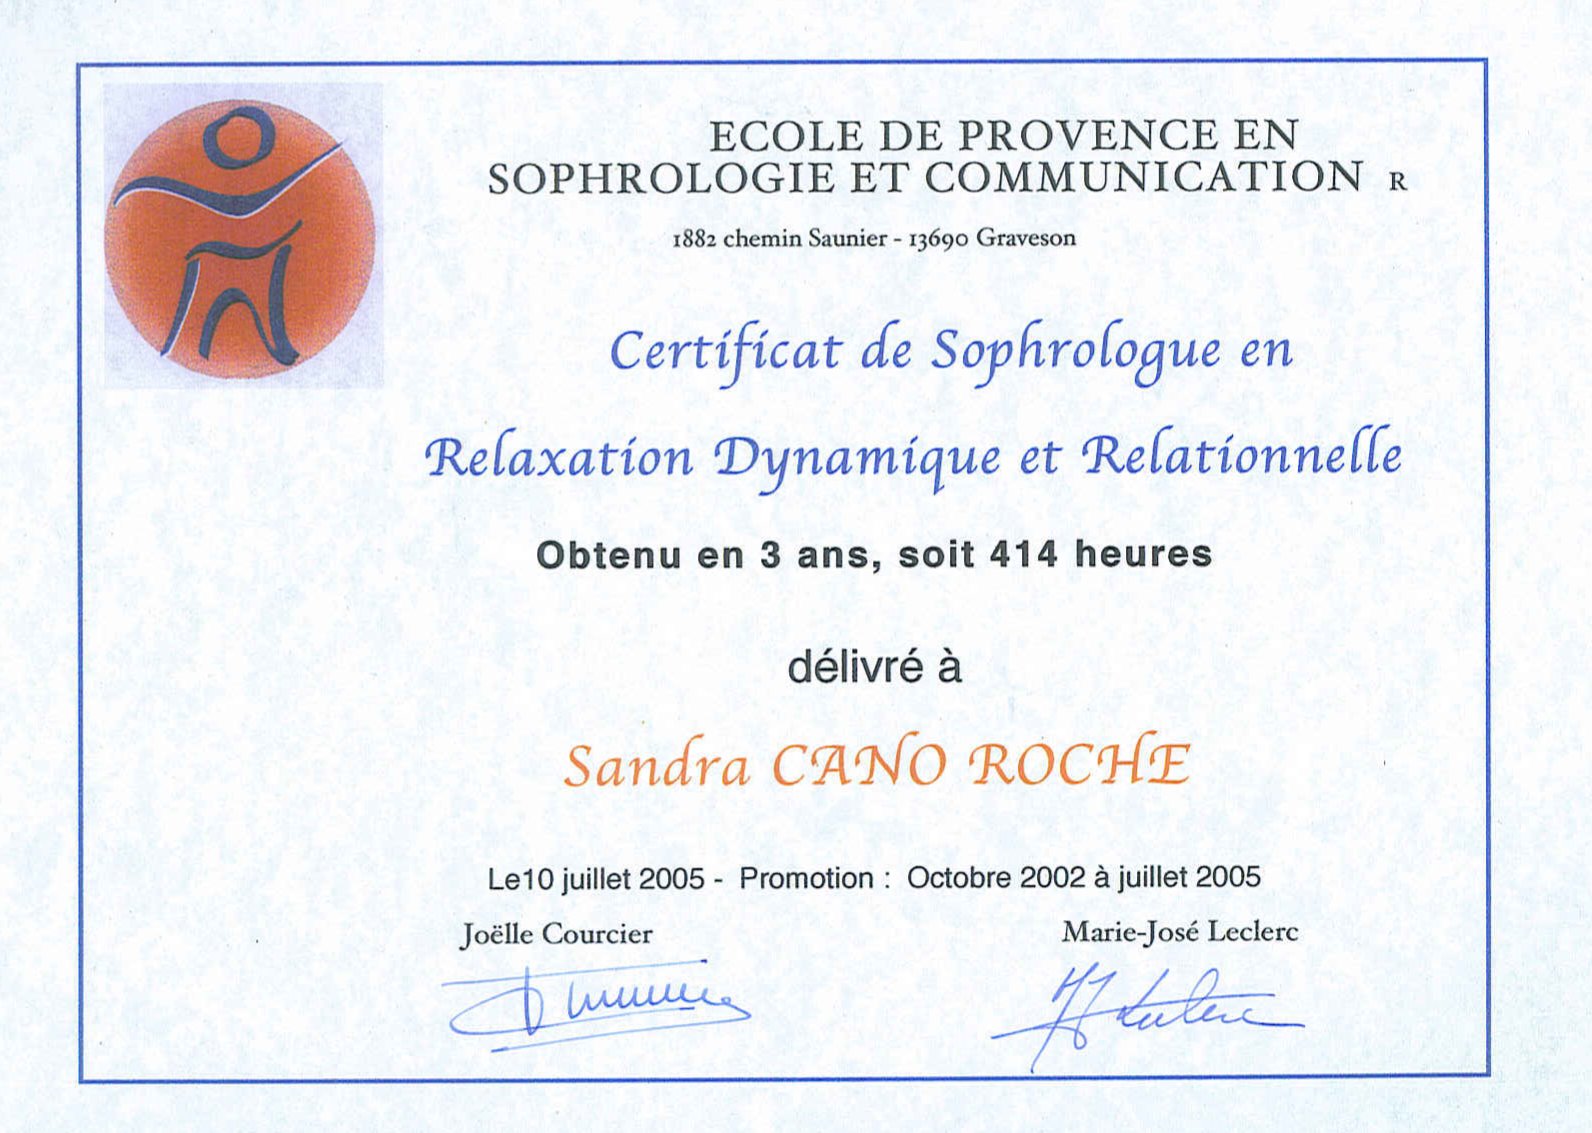 ECOLE DE PROVENCE EN
SOPHROLOGIE ET COMMUNICATION R
1882 chemin Saunier - 13690 Graveson
Certificat de Sophrologue en
Relaxation Dynamique et Relationnelle
Obtenu en 3 ans, soit 414 heures
délivré à
Sandra CANO ROCHE
Le10 juillet 2005 - Promotion : Octobre 2002 à juillet 2005
Joëlle Courcier
Marie-José Leclerc